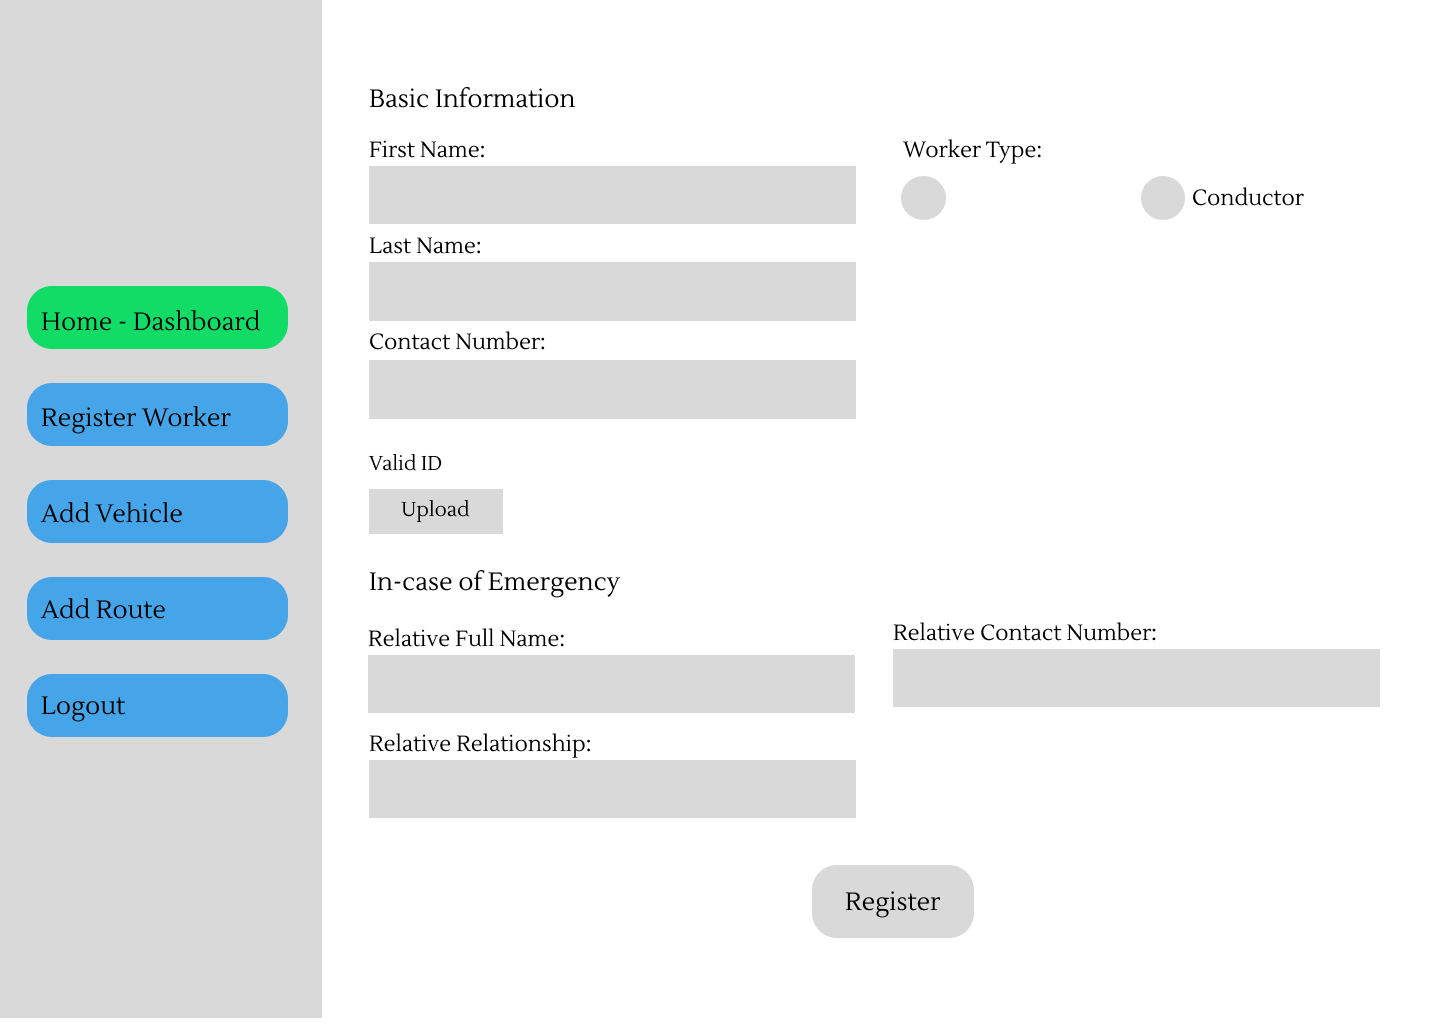 Home - Dashboard
Register Worker
Add Vehicle
Add Route
Logout
Basic Information
First Name:
Last Name:
Contact Number:
Worker Type:
Conductor
Valid ID
Upload
In-case of Emergency
Relative Full Name:
Relative Contact Number:
Relative Relationship:
Register